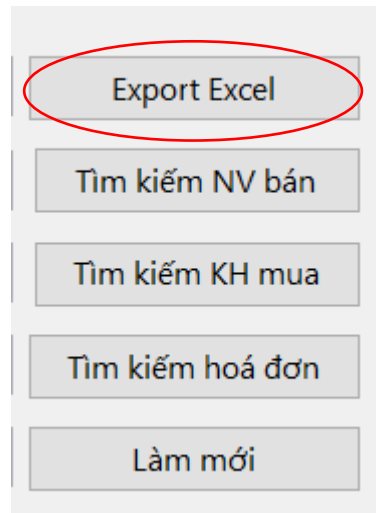 Export Excel
Tìm kiếm NV bán
Tìm kiếm KH mua
Tìm kiếm hoá đơn
Làm mới